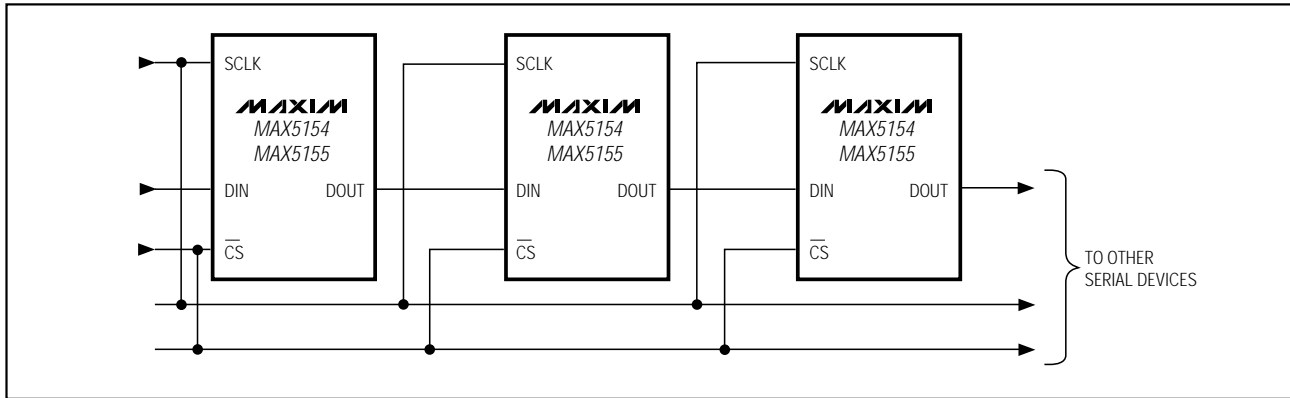 SCLK
MAXIM
MAX5154
MAX5155
DIN DOUT
CS
SCLK
MAXIM
MAX5154
MAX5155
DIN DOUT
CS
SCLK
MAXIM
MAX5154
MAX5155
DIN DOUT
CS
TO OTHER
SERIAL DEVICES